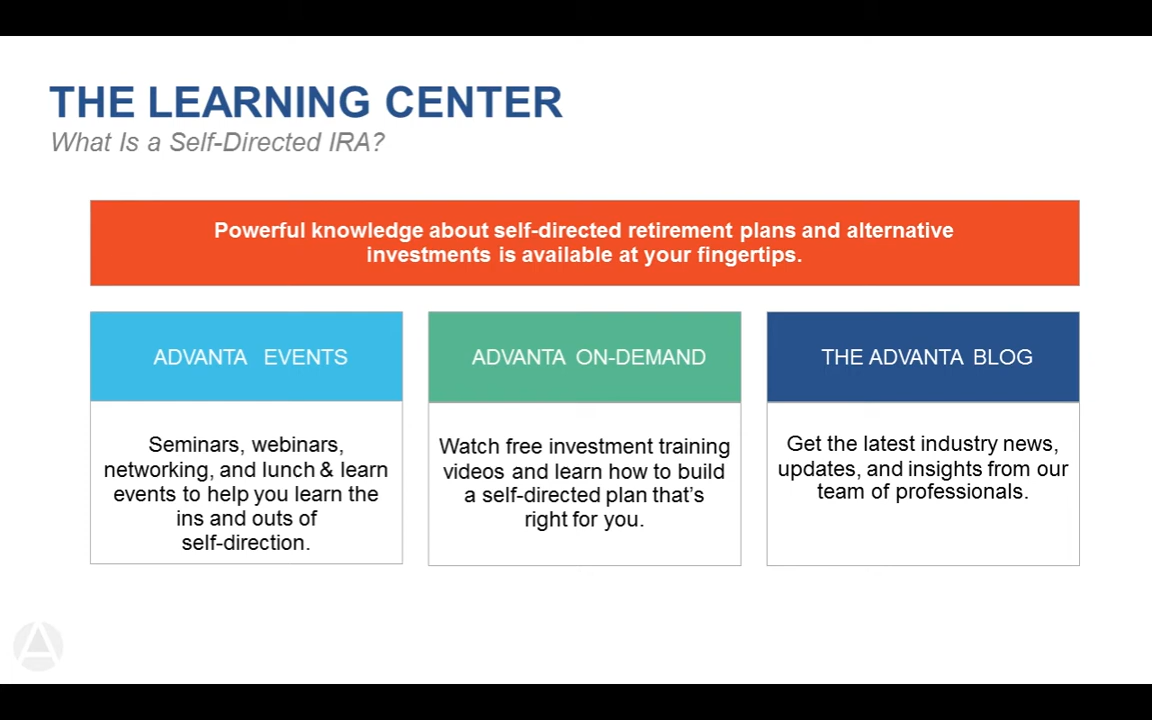 THE LEARNING CENTER
What Is a Self-Directed IRA?
Powerful knowledge about self-directed retirement plans and alternative
investments is available at your fingertips.
ADVANTA EVENTS
Seminars, webinars,
networking, and lunch & learn
events to help you learn the
ins and outs of
self-direction.
ADVANTA ON-DEMAND
Watch free investment training
videos and learn how to build
a self-directed plan that’s
right for you.
THE ADVANTA BLOG
Get the latest industry news,
updates, and insights from our
team of professionals.